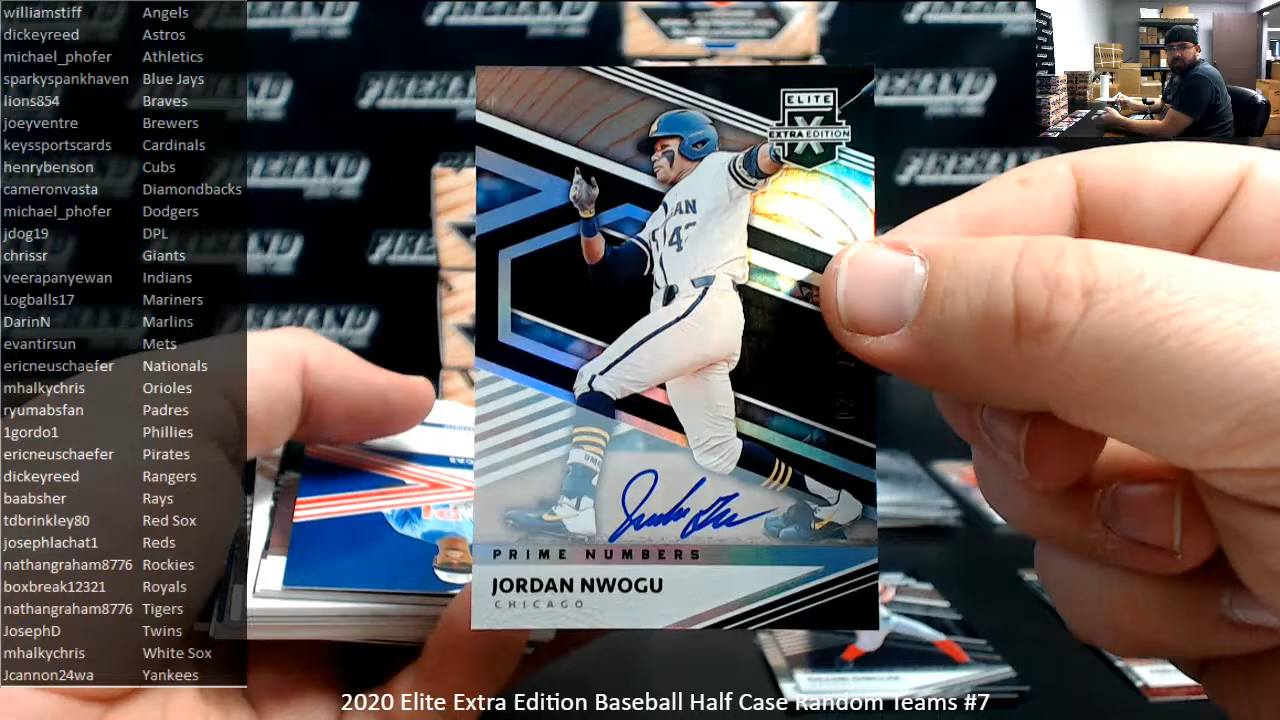 williamstiff Angels
dickeyreed Astros
michael_phofer Athletics
sparkyspankhaven Blue Jays
lions854 Braves
joeyventre Brewers
keyssportscards Cardinals
henrybenson Cubs
cameronvasta Diamondbacks
michael_phofer Dodgers
jdog19 DPL
chrissr Giants
veerapanyewan Indians
Logballs17 Mariners
DarinN Marlins
evantirsun Mets
ericneuschaefer Nationals
mhalkychris Orioles
ryumabsfan Padres
1gordo1 Phillies
ericneuschaefer Pirates
dickeyreed Rangers
baabsher Rays
tdbrinkley80 Red Sox
josephlachat1 Reds
nathangraham8776 Rockies
boxbreak12321 Royals
nathangraham8776 Tigers
JosephD Twins
mhalkychris White Sox
Jcannon24wa Yankees
FIREHAND
ELITE
X
EXTRA EDITION
AN
42
PRIME NUMBERS
JORDAN NWOGU
CHICAGO
2020 Elite Extra Edition Baseball Half Case Random Teams #7